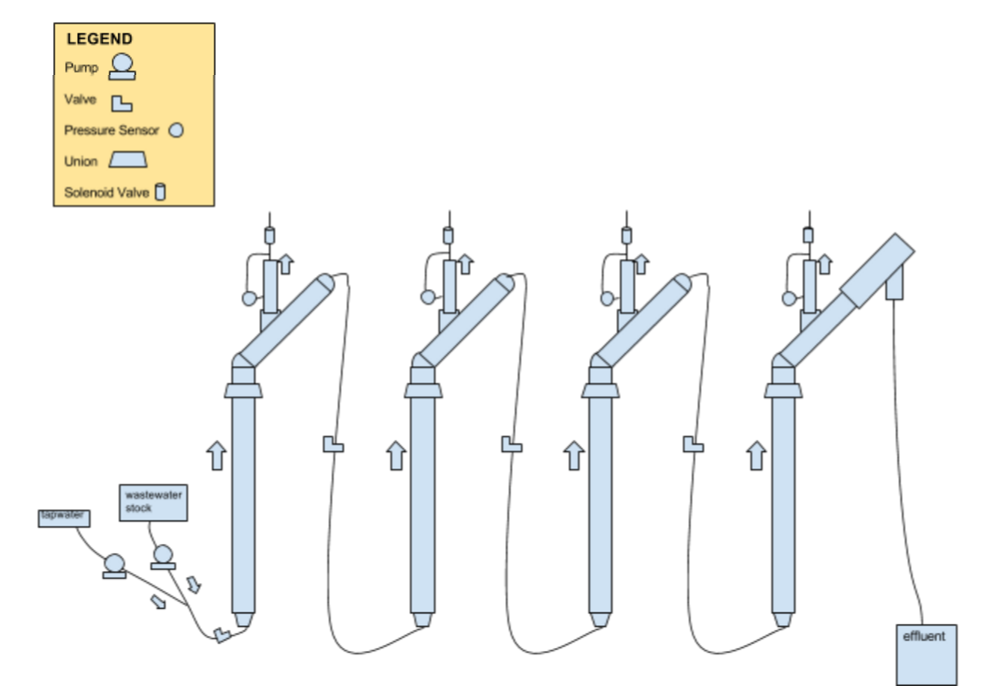 LEGEND
Pump
Valve
Pressure Sensor
Union
Solenoid Valve
wastewater
stock
tapwater
effluent